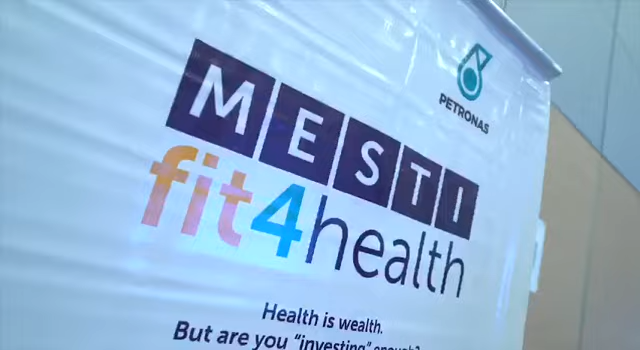 PETRONAS
MESTI
fit4health
Health is wealth.
But are you "investing" enough?